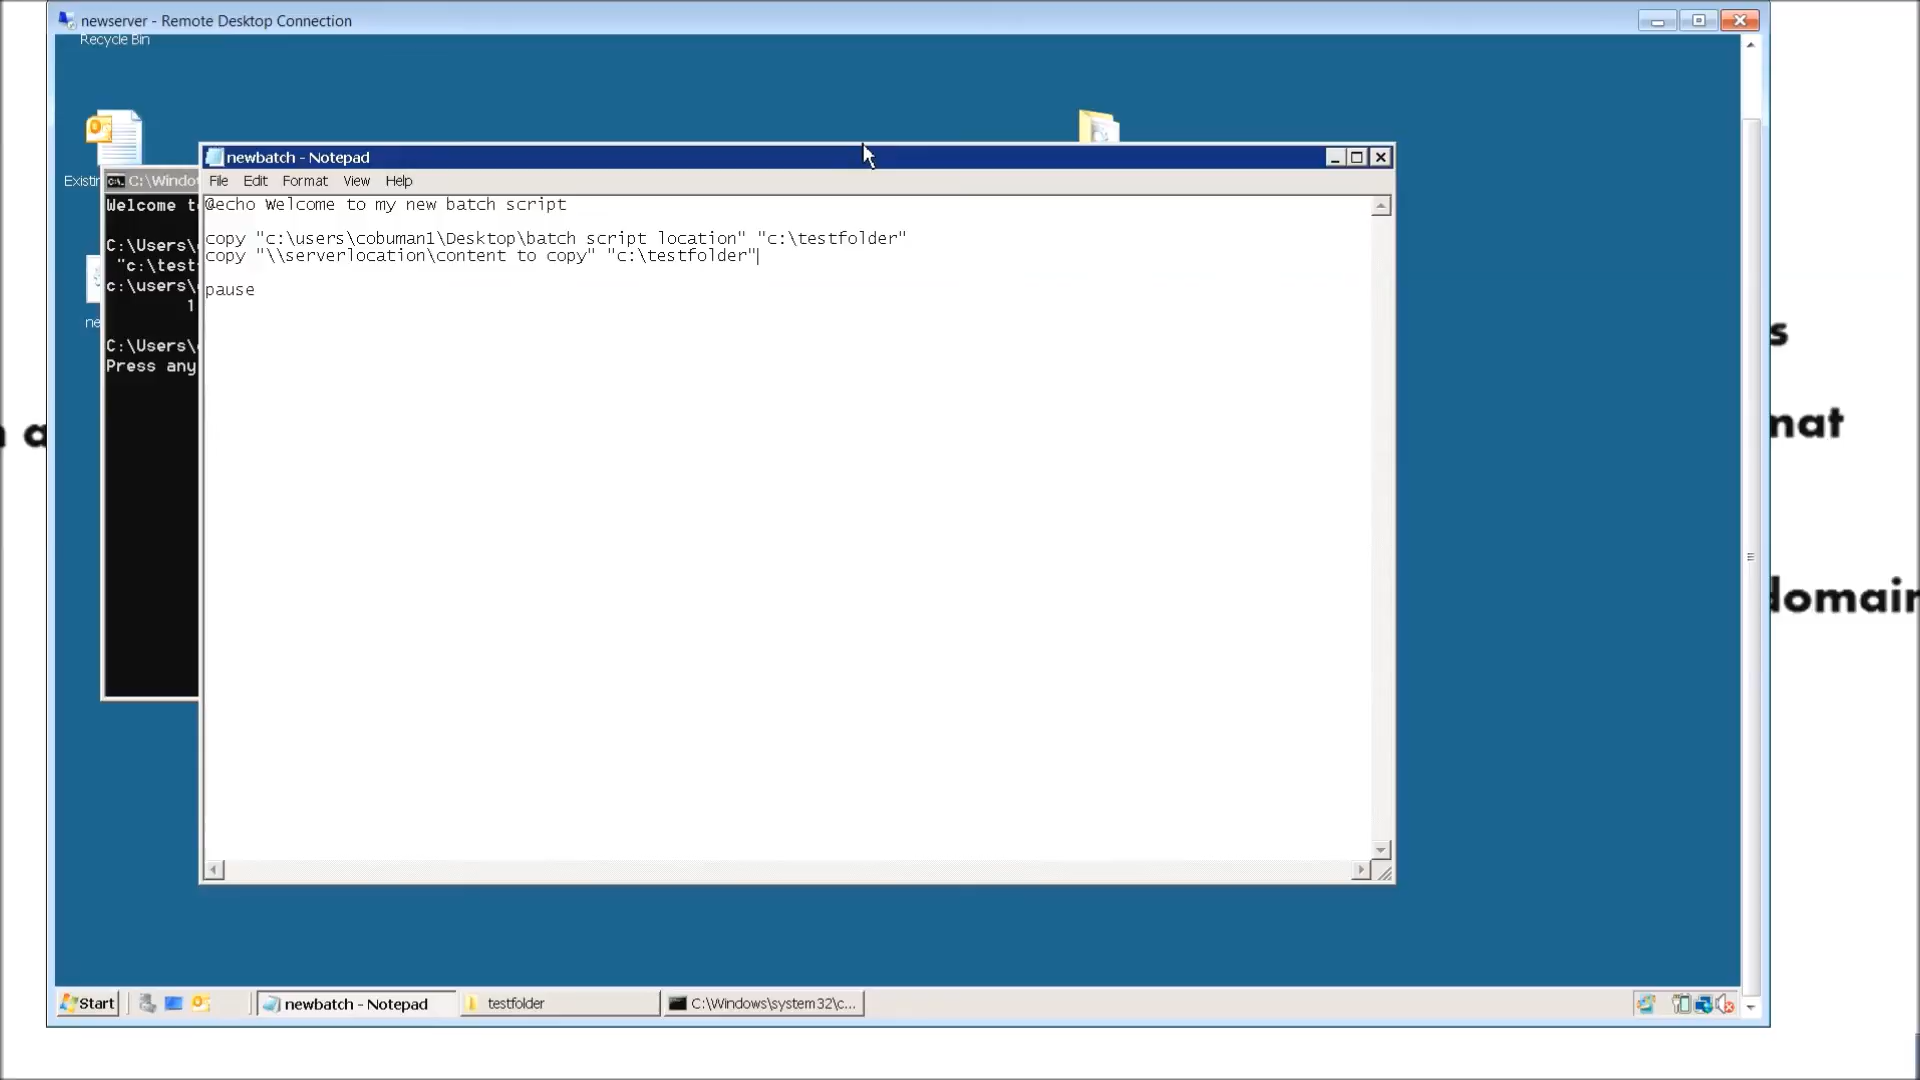 newserver - Remote Desktop Connection
Recycle Bin
newbatch - Notepad
File Edit Format View Help
@echo Welcome to my new batch script
copy "c:\users\cobuman1\Desktop\batch script location" "c:\testfolder"
copy "\\serverlocation\content to copy" "c:\testfolder"
pause
C:\Windo
Welcome t
C:\Users\
"c:\test
c:\users\
1
C:\Users\
Press any
s
mat
domain
Start newbatch - Notepad testfolder C:\Windows\system32\c...